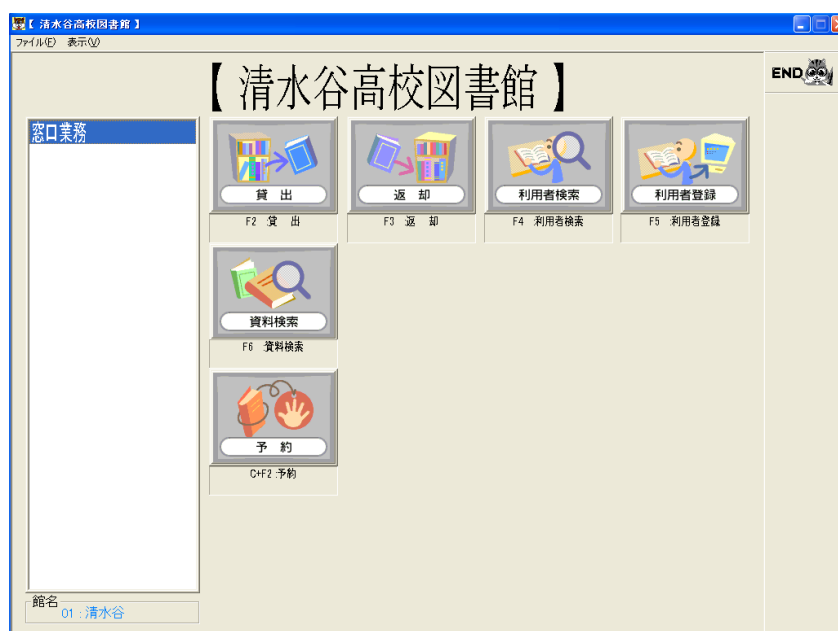 【 清水谷高校図書館 】
ファイル(F) 表示(V)
【 清水谷高校図書館 】
END
窓口業務
貸 出
返 却
利用者検索
利用者登録
F2 :貸 出
F3 :返 却
F4 :利用者検索
F5 :利用者登録
資料検索
F6 :資料検索
予 約
C+F2 :予約
館名
01 : 清水谷